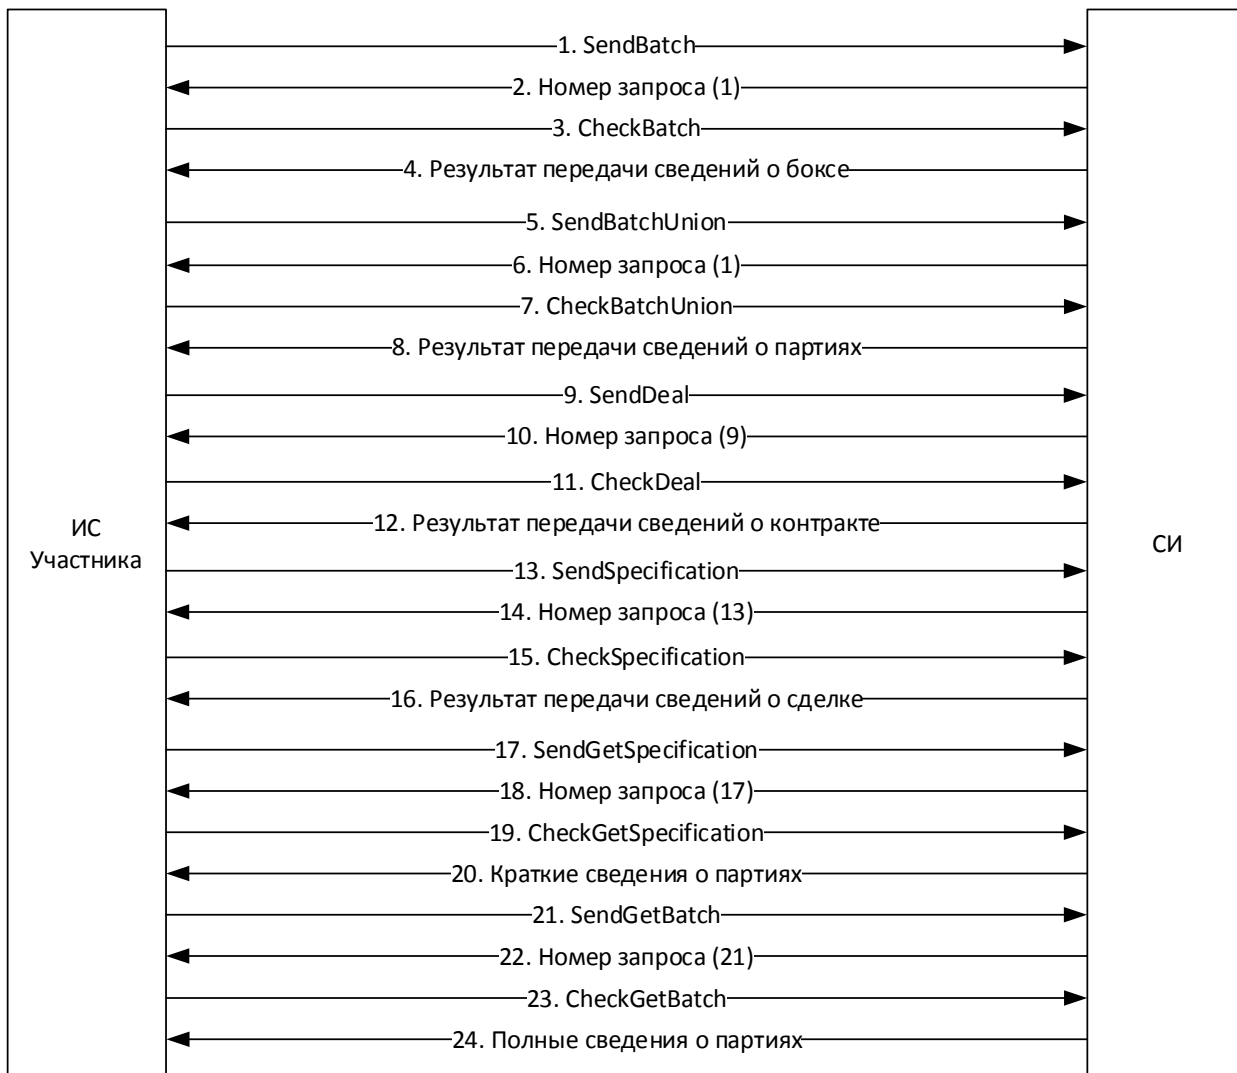 1. SendBatch
2. Номер запроса (1)
3. CheckBatch
4. Результат передачи сведений о боксе
5. SendBatchUnion
6. Номер запроса (1)
7. CheckBatchUnion
8. Результат передачи сведений о партиях
9. SendDeal
10. Номер запроса (9)
11. CheckDeal
12. Результат передачи сведений о контракте
ИС
Участника
СИ
13. SendSpecification
14. Номер запроса (13)
15. CheckSpecification
16. Результат передачи сведений о сделке
17. SendGetSpecification
18. Номер запроса (17)
19. CheckGetSpecification
20. Краткие сведения о партиях
21. SendGetBatch
22. Номер запроса (21)
23. CheckGetBatch
24. Полные сведения о партиях